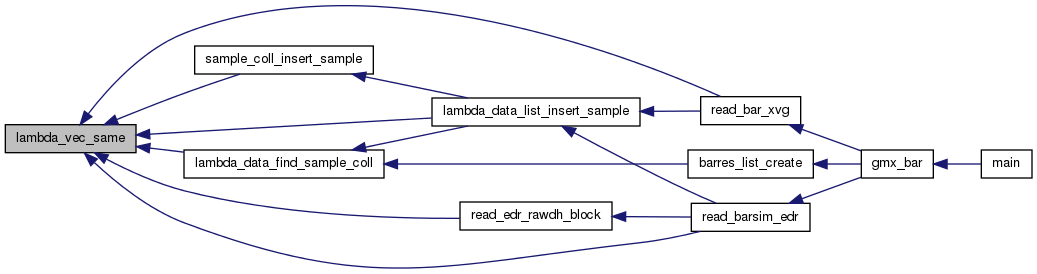 lambda_vec_same
sample_coll_insert_sample
lambda_data_list_insert_sample
lambda_data_find_sample_coll
read_edr_rawdh_block
read_bar_xvg
barres_list_create
read_barsim_edr
gmx_bar
main